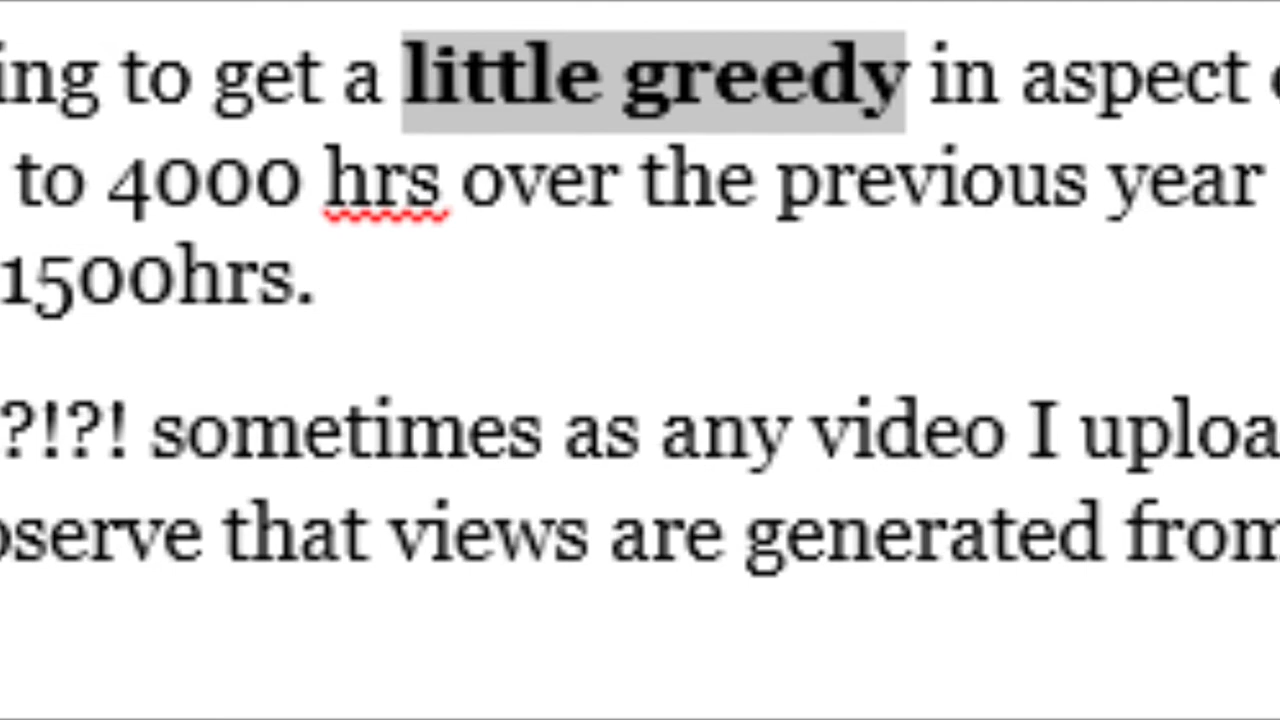 ing to get a little greedy in aspect
to 4000 hrs over the previous year
1500hrs.
?!?! sometimes as any video I uploa
bserve that views are generated from